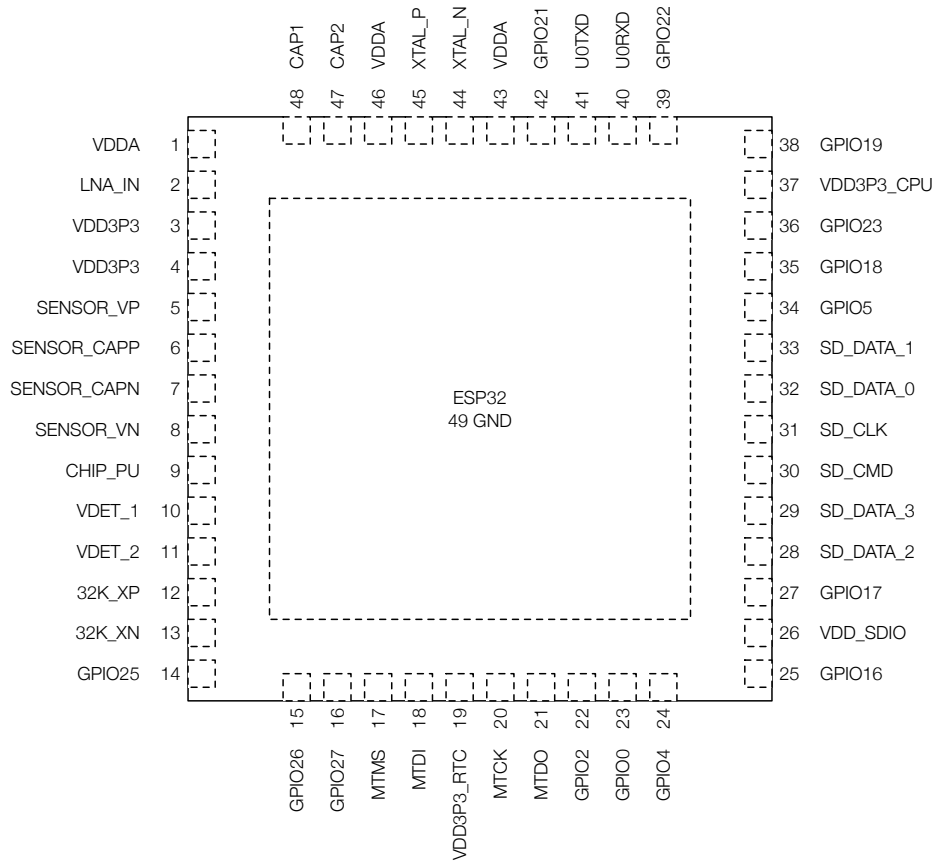 CAP1
CAP2
VDDA
XTAL_P
XTAL_N
VDDA
GPIO21
U0TXD
U0RXD
GPIO22
48
47
46
45
44
43
42
41
40
39
VDDA 1
LNA_IN 2
VDD3P3 3
VDD3P3 4
SENSOR_VP 5
SENSOR_CAPP 6
SENSOR_CAPN 7
SENSOR_VN 8
CHIP_PU 9
VDET_1 10
VDET_2 11
32K_XP 12
32K_XN 13
GPIO25 14
ESP32
49 GND
38 GPIO19
37 VDD3P3_CPU
36 GPIO23
35 GPIO18
34 GPIO5
33 SD_DATA_1
32 SD_DATA_0
31 SD_CLK
30 SD_CMD
29 SD_DATA_3
28 SD_DATA_2
27 GPIO17
26 VDD_SDIO
25 GPIO16
15
16
17
18
19
20
21
22
23
24
GPIO26
GPIO27
MTMS
MTDI
VDD3P3_RTC
MTCK
MTDO
GPIO2
GPIO0
GPIO4